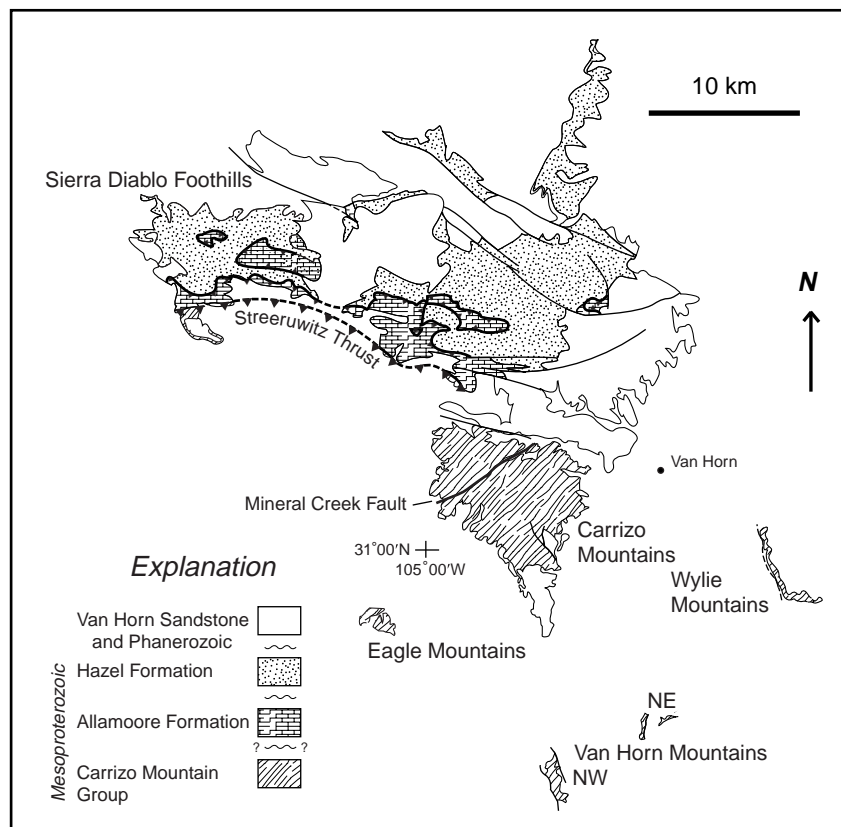 10 km
Sierra Diablo Foothills
N
Streeruwitz Thrust
Van Horn
Mineral Creek Fault
Carrizo
Mountains
31°00'N
105°00'W
Wylie
Mountains
Eagle Mountains
NE
Van Horn Mountains
NW
Explanation
Van Horn Sandstone
and Phanerozoic
Hazel Formation
Allamoore Formation
? ?
Carrizo Mountain
Group
Mesoproterozoic